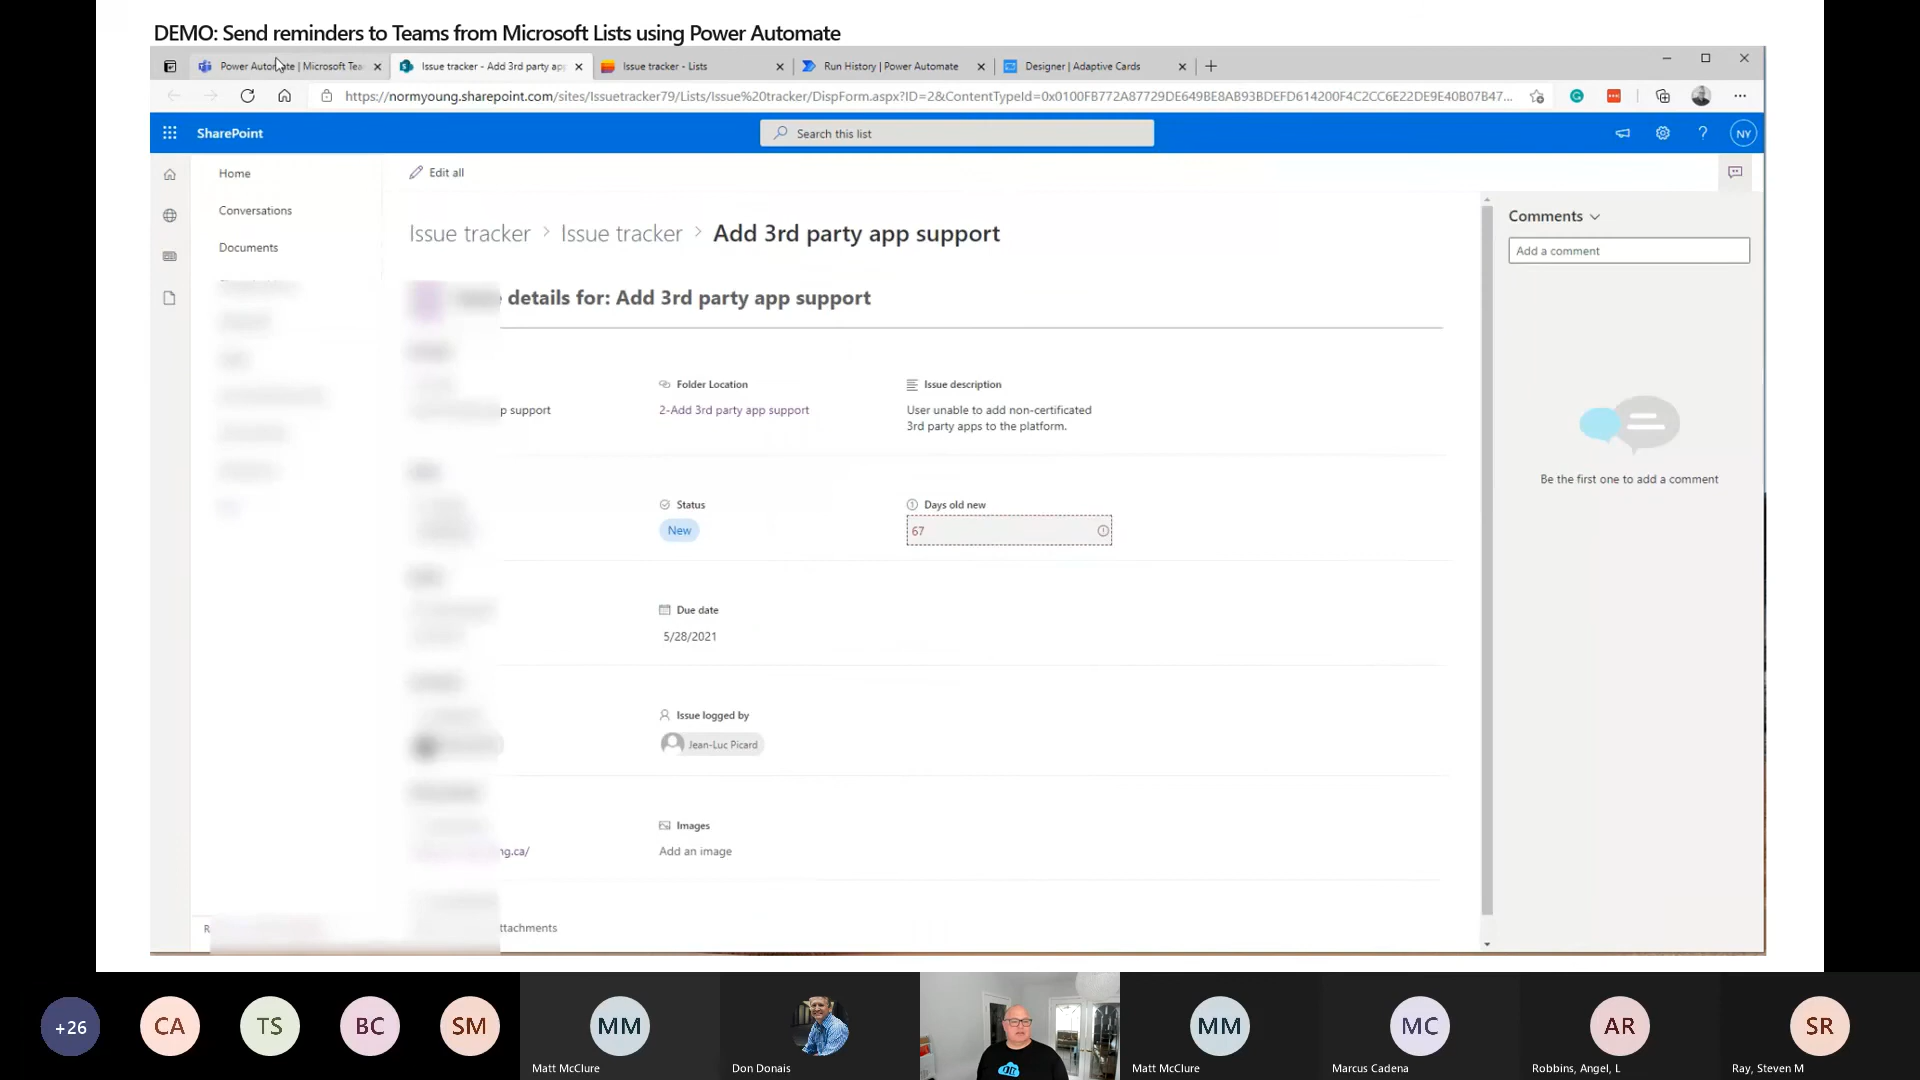 DEMO: Send reminders to Teams from Microsoft Lists using Power Automate
Power Automate | Microsoft Tea
Issue tracker - Add 3rd party app
Issue tracker - Lists
Run History | Power Automate
Designer | Adaptive Cards
https://normyoung.sharepoint.com/sites/Issuetracker79/Lists/Issue%20tracker/DispForm.aspx?ID=2&ContentTypeId=0x0100FB772A87729DE649BE8AB93BDEFD614200F4C2CC6E22DE9E40B07B47...
SharePoint
Search this list
?
NY
Home
Conversations
Documents
Edit all
Issue tracker > Issue tracker > Add 3rd party app support
details for: Add 3rd party app support
Folder Location
Issue description
p support
2-Add 3rd party app support
User unable to add non-certificated
3rd party apps to the platform.
Status
Days old new
New
67
Due date
5/28/2021
Issue logged by
Jean-Luc Picard
Images
ng.ca/
Add an image
R
ttachments
Comments
Add a comment
Be the first one to add a comment
+26
CA
TS
BC
SM
MM
MM
MC
AR
SR
Matt McClure
Don Donais
Matt McClure
Marcus Cadena
Robbins, Angel, L
Ray, Steven M